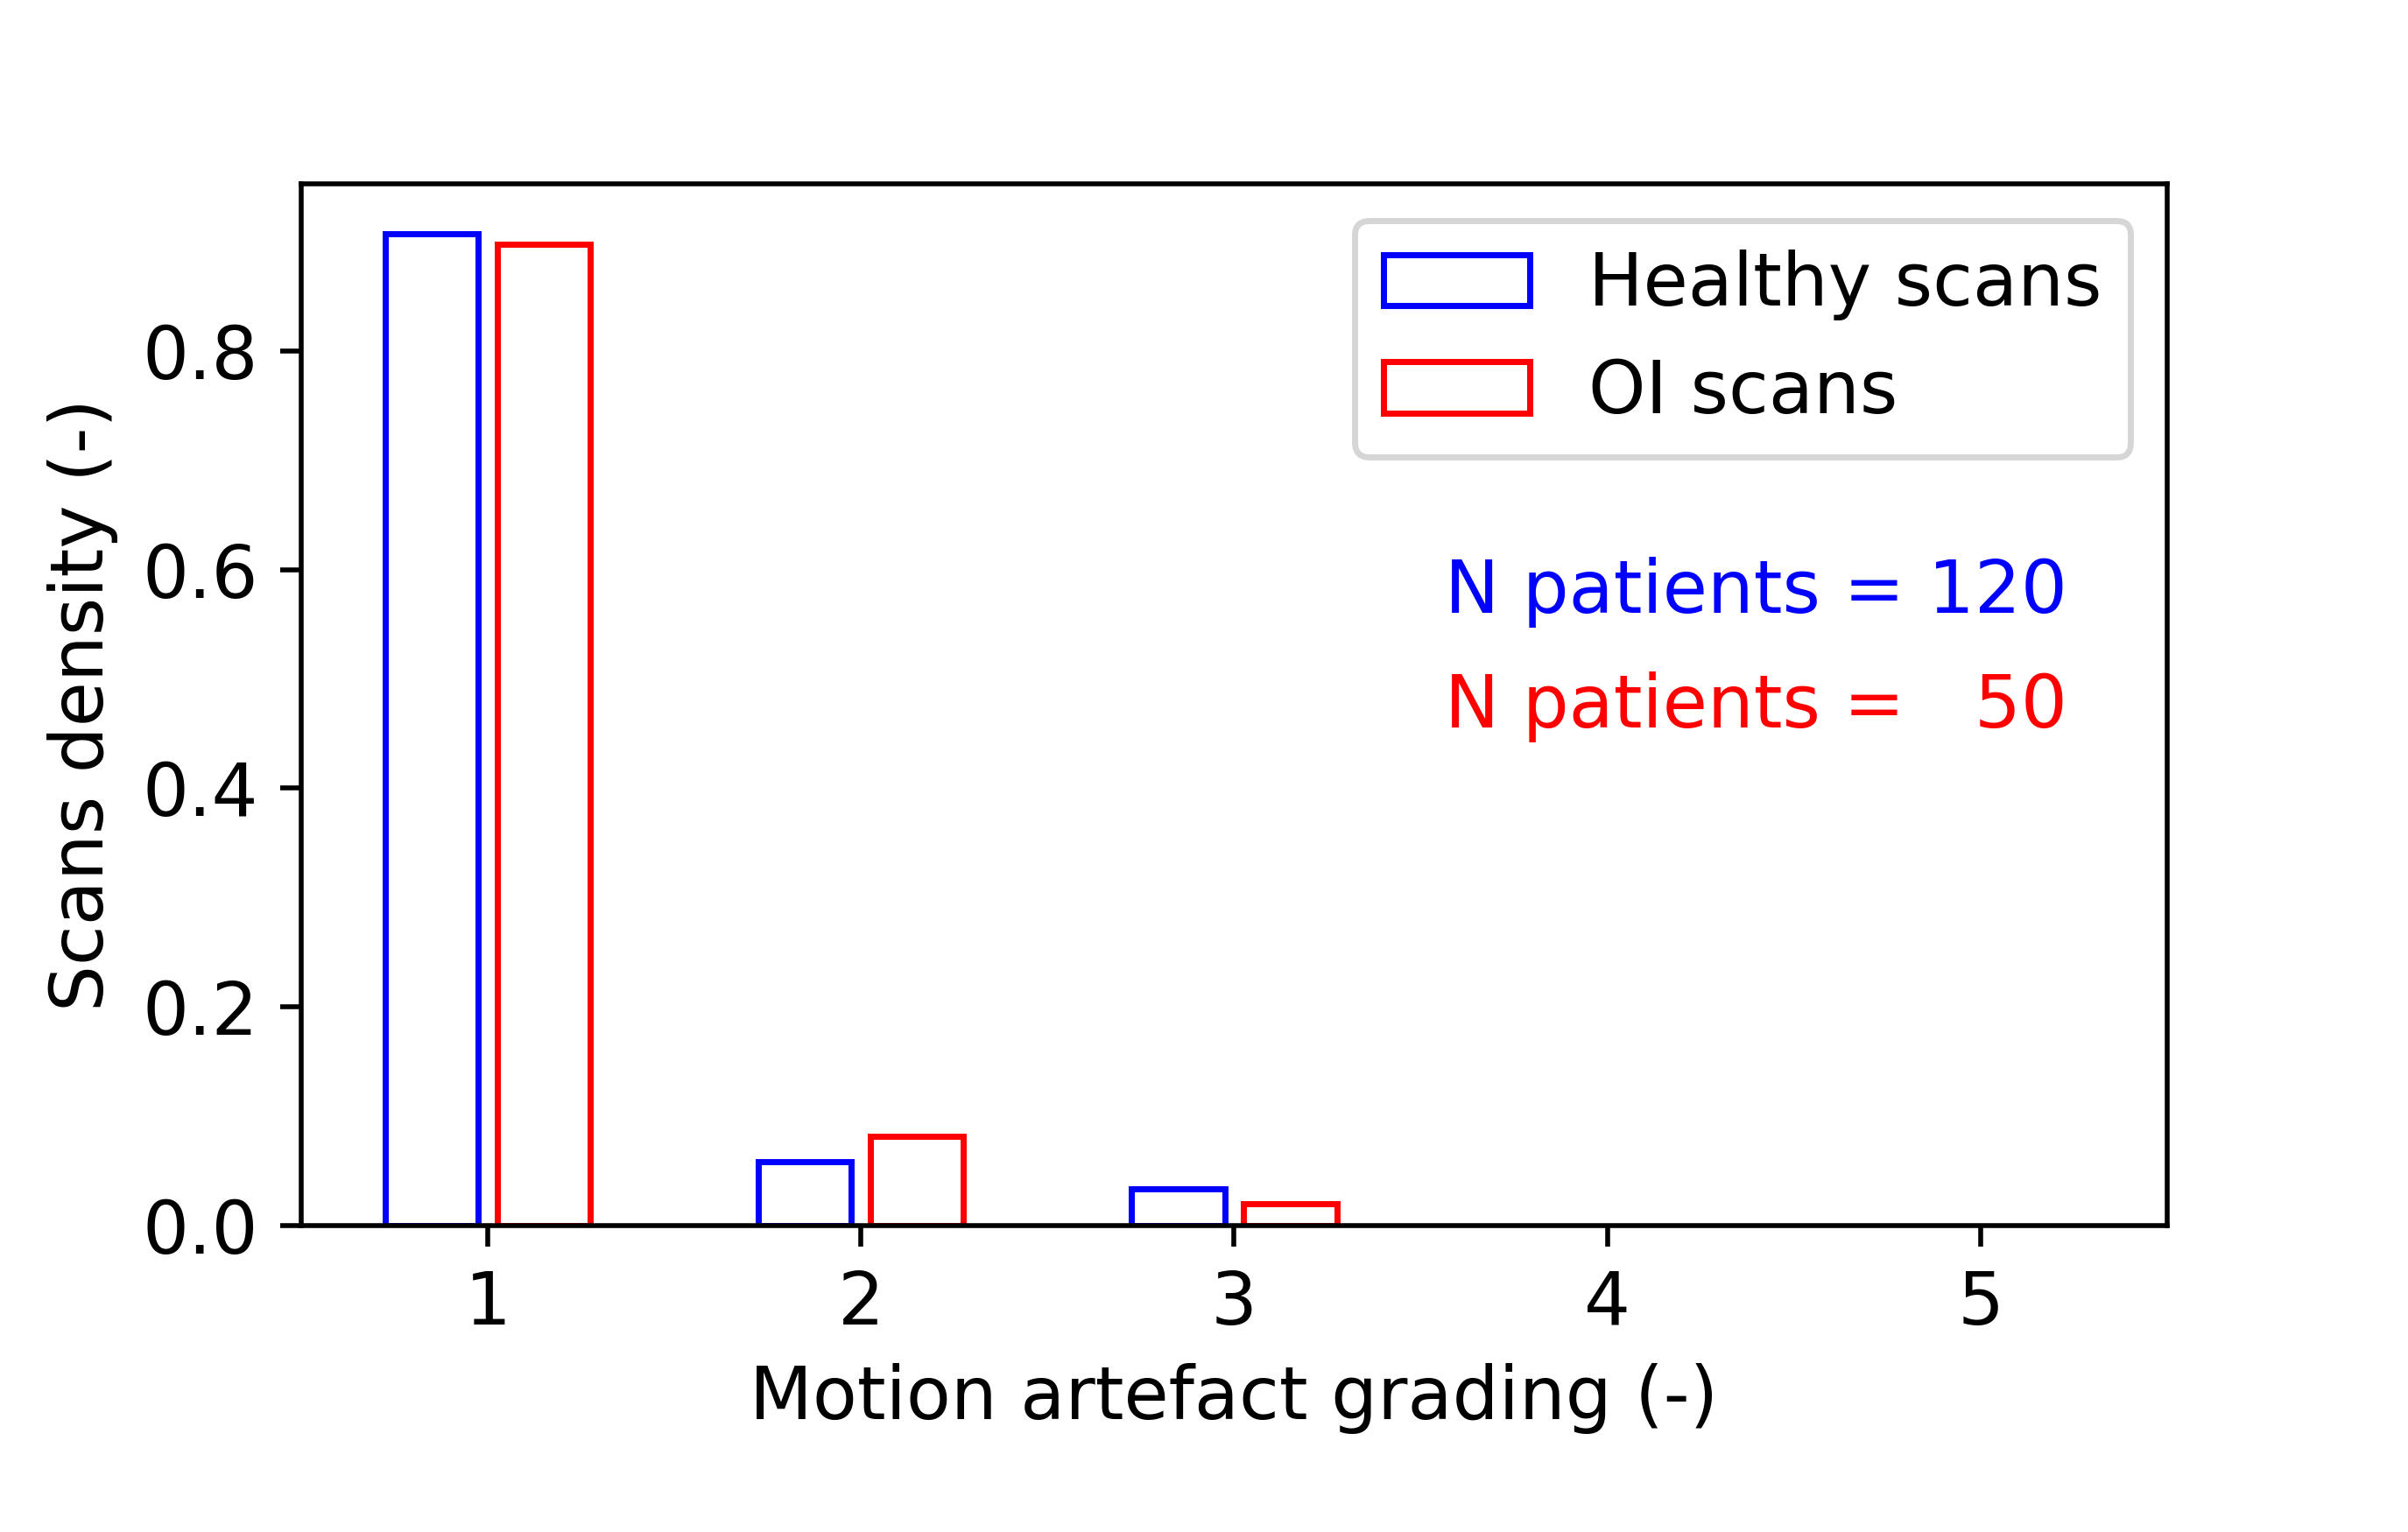 Healthy scans
OI scans
N patients = 120
N patients = 50
0.8
0.6
0.4
0.2
0.0
Scans density (-)
1 2 3 4 5
Motion artefact grading (-)